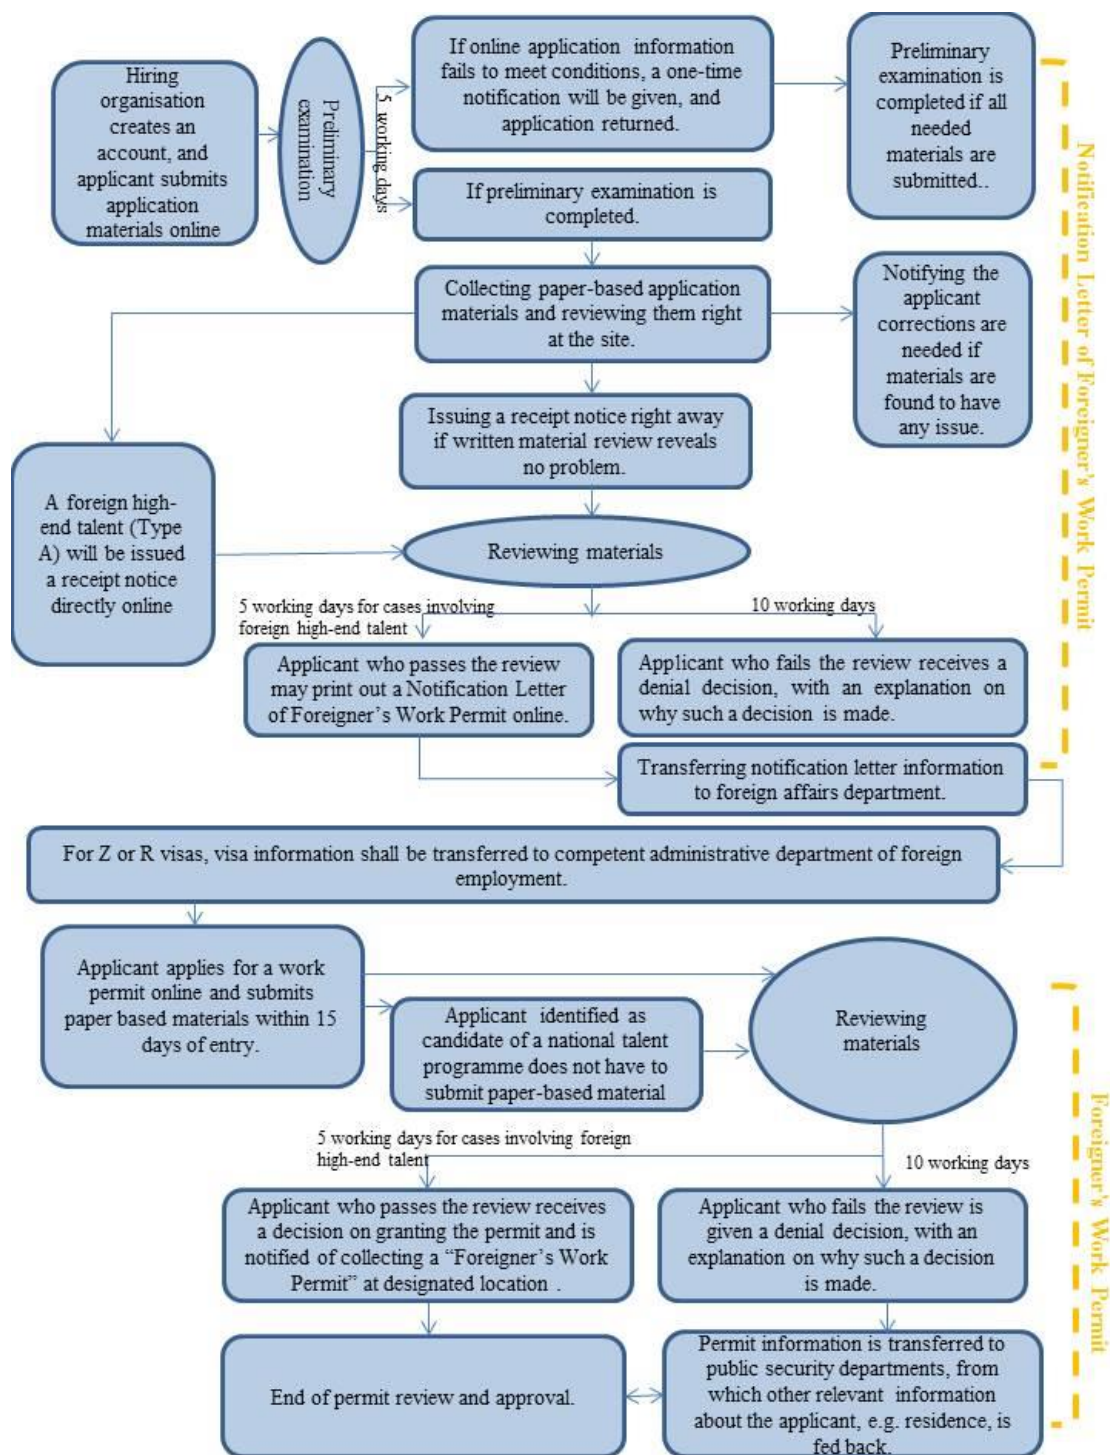 Hiring
organisation
creates an
account, and
applicant submits
application
materials online
Preliminary
examination
5 working days
If online application information
fails to meet conditions, a one-time
notification will be given, and
application returned.
Preliminary
examination is
completed if all
needed
materials are
submitted..
If preliminary examination is
completed.
Collecting paper-based application
materials and reviewing them right
at the site.
Notifying the
applicant
corrections are
needed if
materials are
found to have
any issue.
Issuing a receipt notice right away
if written material review reveals
no problem.
A foreign high-
end talent (Type
A) will be issued
a receipt notice
directly online
Reviewing materials
5 working days for cases involving
foreign high-end talent
10 working days
Applicant who passes the review
may print out a Notification Letter
of Foreigner’s Work Permit online.
Applicant who fails the review receives a
denial decision, with an explanation on
why such a decision is made.
Transferring notification letter information
to foreign affairs department.
Notification Letter of Foreigner's Work Permit
For Z or R visas, visa information shall be transferred to competent administrative department of foreign
employment.
Applicant applies for a work
permit online and submits
paper based materials within 15
days of entry.
Applicant identified as
candidate of a national talent
programme does not have to
submit paper-based material
Reviewing
materials
5 working days for cases involving foreign
high-end talent
10 working days
Applicant who passes the review receives
a decision on granting the permit and is
notified of collecting a “Foreigner’s Work
Permit” at designated location .
Applicant who fails the review is
given a denial decision, with an
explanation on why such a decision
is made.
End of permit review and approval.
Permit information is transferred to
public security departments, from
which other relevant information
about the applicant, e.g. residence, is
fed back.
Foreigner's Work Permit